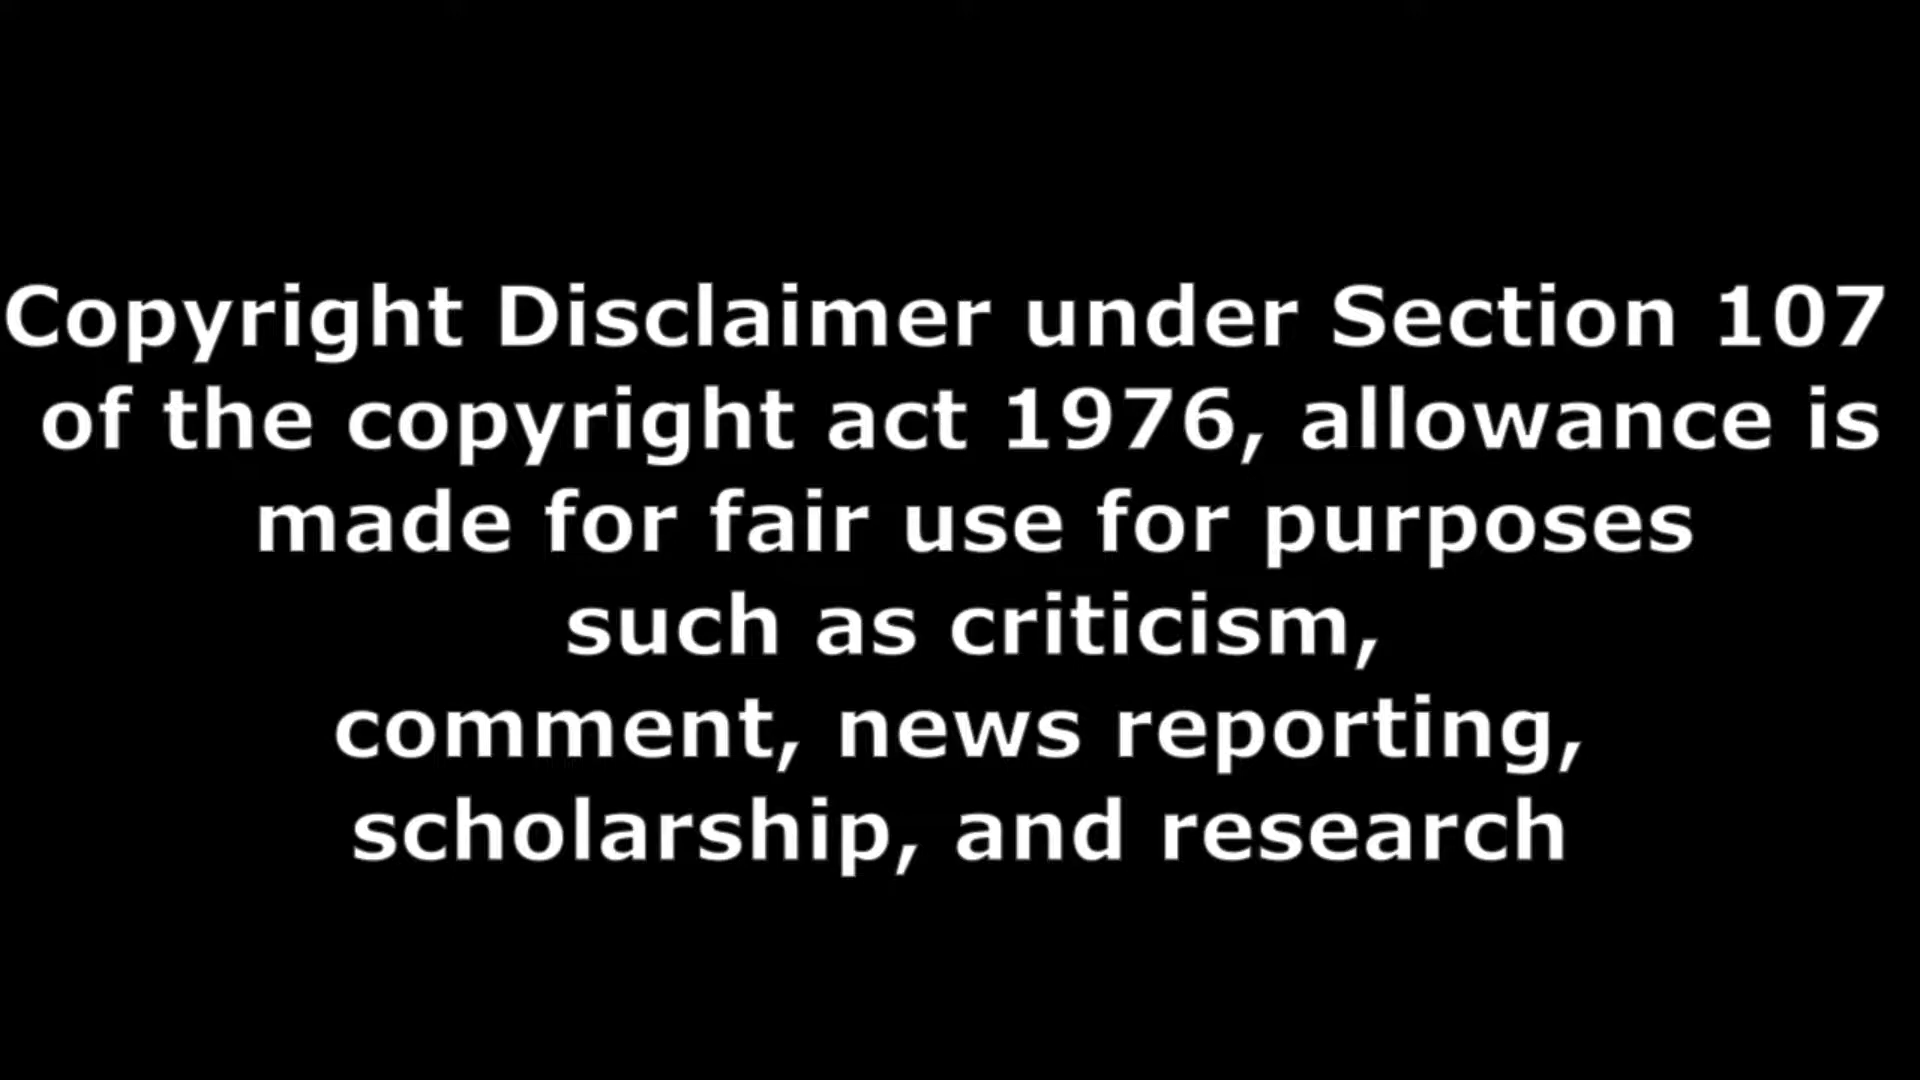 Copyright Disclaimer under Section 107
of the copyright act 1976, allowance is
made for fair use for purposes
such as criticism,
comment, news reporting,
scholarship, and research